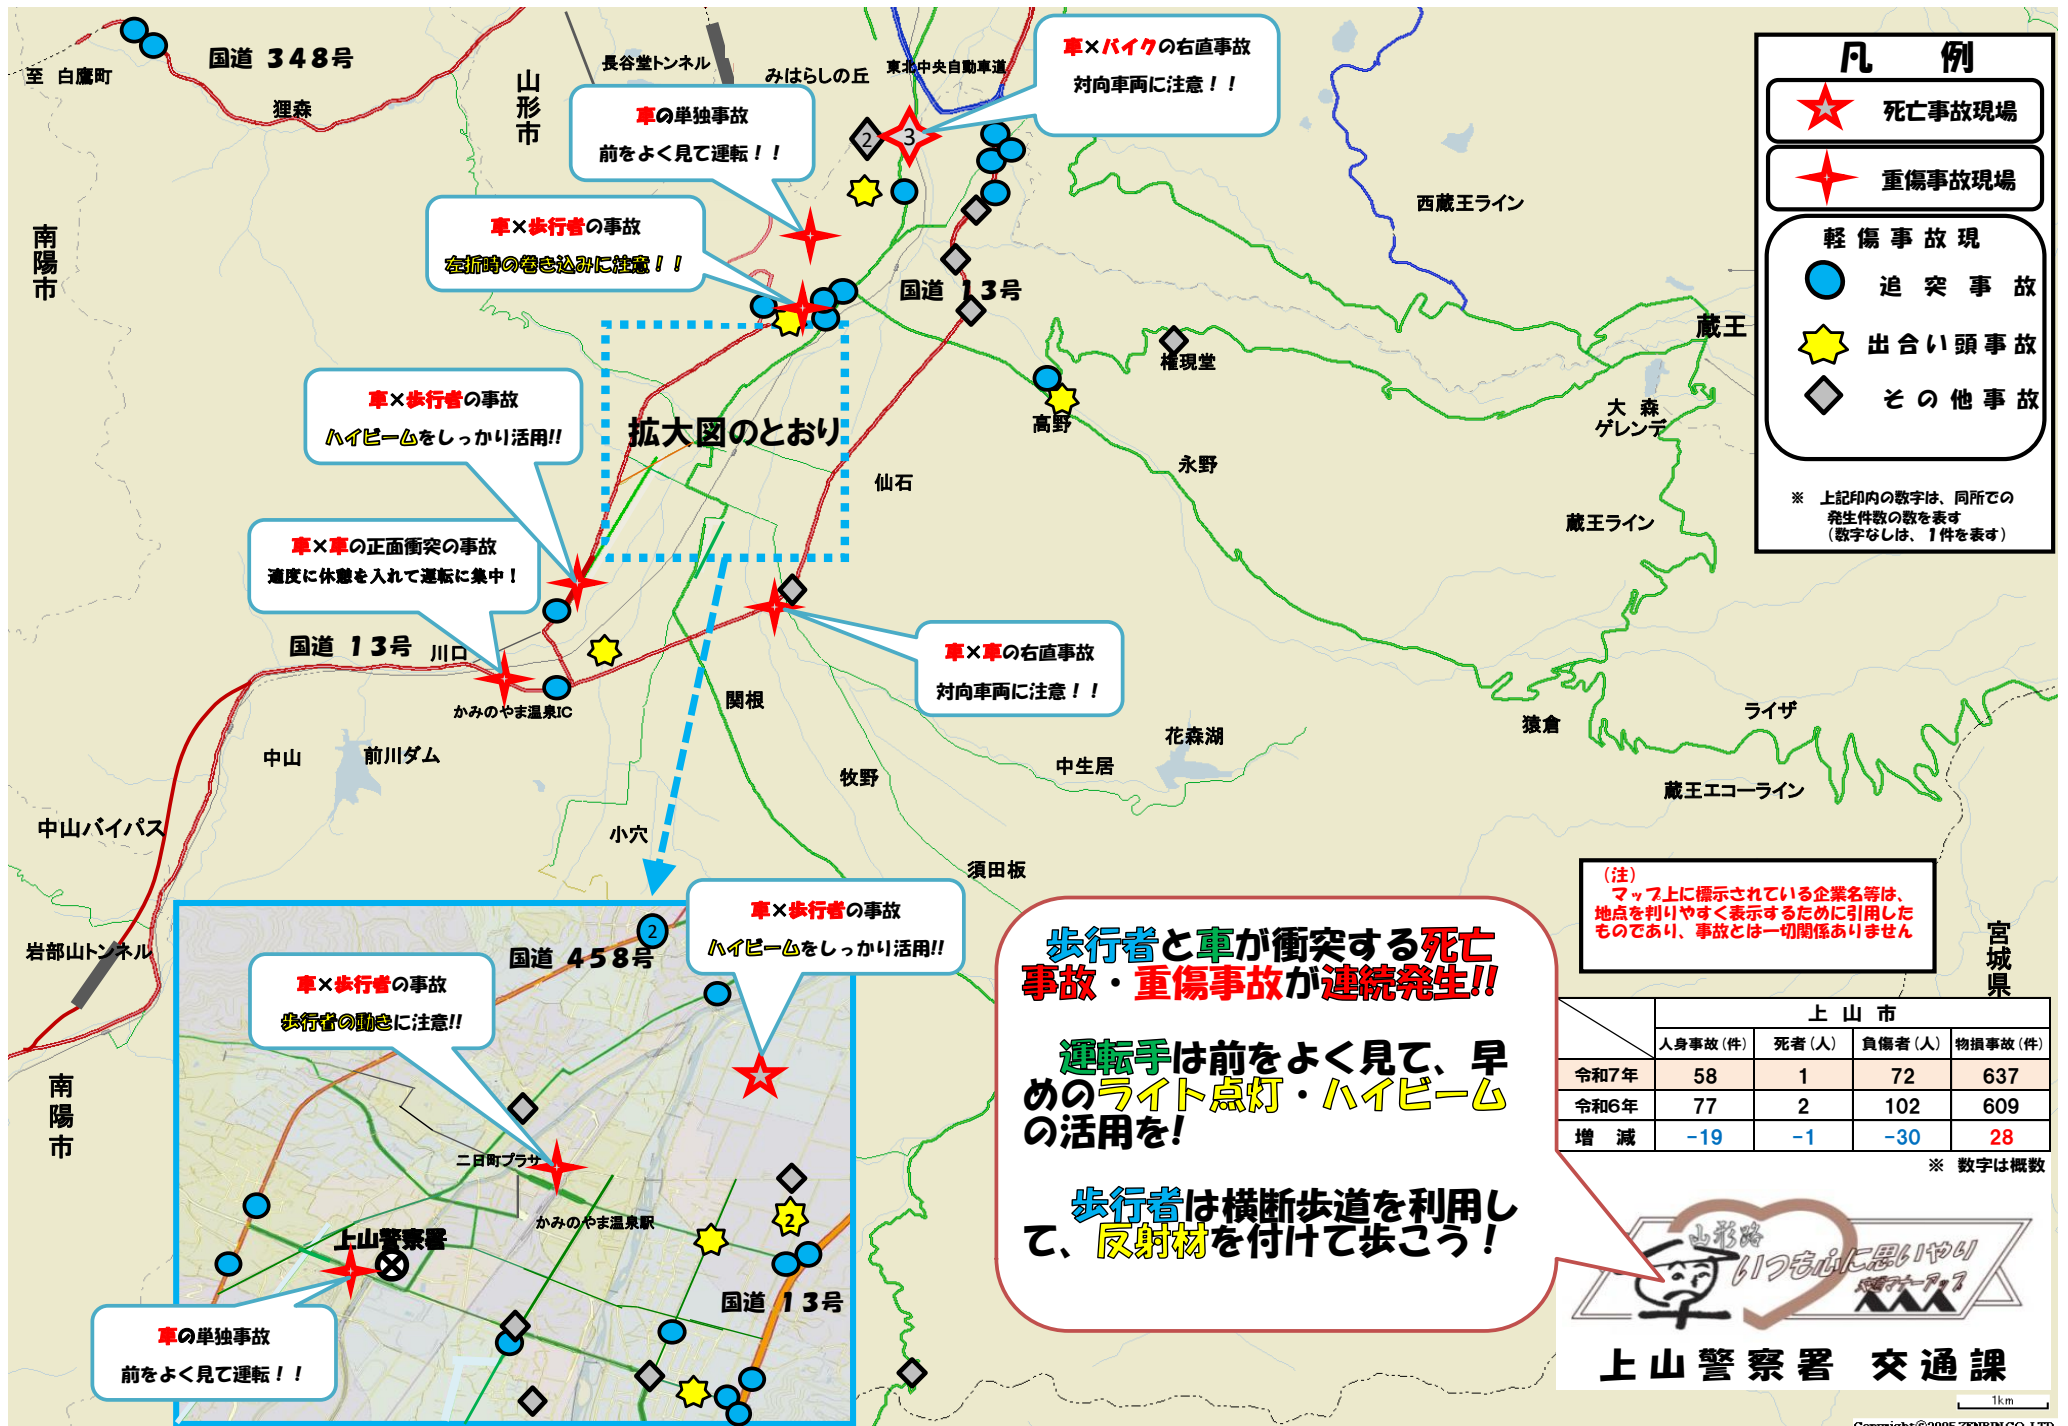 国道 348号
至 白鷹町
狸森
山形市
長谷堂トンネル
みはらしの丘
東北中央自動車道
車×バイクの右直事故
対向車両に注意！！
車の単独事故
前をよく見て運転！！
2
3
車×歩行者の事故
左折時の巻き込みに注意！！
南陽市
国道 13号
西蔵王ライン
蔵王
権現堂
大森
ゲレンデ
高野
永野
蔵王ライン
車×歩行者の事故
ハイビームをしっかり活用!!
拡大図のとおり
仙石
車×車の正面衝突の事故
適度に休憩を入れて運転に集中！
国道 13号
川口
かみのやま温泉IC
車×車の右直事故
対向車両に注意！！
関根
中山
前川ダム
牧野
中生居
花森湖
猿倉
ライザ
蔵王エコーライン
中山バイパス
小穴
須田板
岩部山トンネル
南陽市
宮城県
凡 例
死亡事故現場
重傷事故現場
軽傷事故現
追突事故
出合い頭事故
その他事故
※ 上記印内の数字は、同所での
発生件数の数を表す
（数字なしは、1件を表す）
（注）
マップ上に標示されている企業名等は、
地点を判りやすく表示するために引用した
ものであり、事故とは一切関係ありません
車×歩行者の事故
ハイビームをしっかり活用!!
国道 458号
2
車×歩行者の事故
歩行者の動きに注意!!
二日町プラザ
かみのやま温泉駅
上山警察署
2
国道 13号
車の単独事故
前をよく見て運転！！
歩行者と車が衝突する死亡
事故・重傷事故が連続発生!!
運転手は前をよく見て、早
めのライト点灯・ハイビーム
の活用を!
歩行者は横断歩道を利用し
て、反射材を付けて歩こう！
上山市
人身事故（件） 死者（人） 負傷者（人） 物損事故（件）
令和7年 58 1 72 637
令和6年 77 2 102 609
増 減 -19 -1 -30 28
※ 数字は概数
山形路
いつも心に思いやり
交通マナーアップ
上山警察署 交通課
1km
Copyright©2005 ZENRIN CO.,LTD